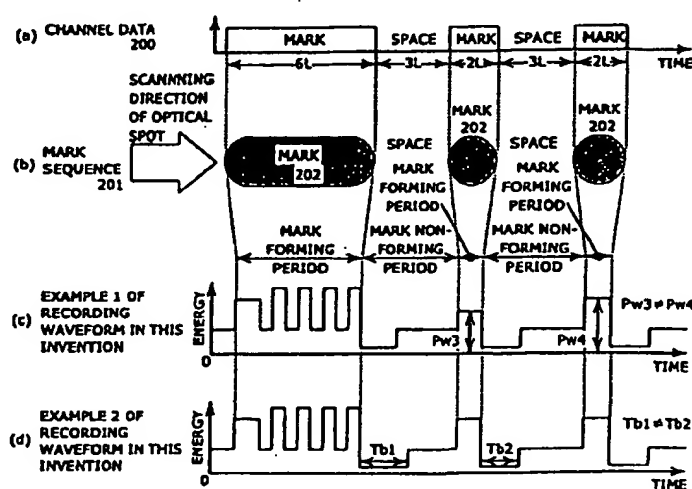 (a) CHANNEL DATA 200
MARK SPACE MARK SPACE MARK
6L 3L 2L 3L 2L TIME
SCANNNING DIRECTION OF OPTICAL SPOT
(b) MARK SEQUENCE 201
MARK 202
SPACE
MARK 202
SPACE
MARK 202
MARK FORMING PERIOD
MARK FORMING PERIOD
MARK FORMING PERIOD
MARK NON-FORMING PERIOD
MARK NON-FORMING PERIOD
(c) EXAMPLE 1 OF RECORDING WAVEFORM IN THIS INVENTION
ENERGY
0
Pw3
Pw4
Pw3≠Pw4
TIME
(d) EXAMPLE 2 OF RECORDING WAVEFORM IN THIS INVENTION
ENERGY
0
Tb1
Tb2
Tb1≠Tb2
TIME